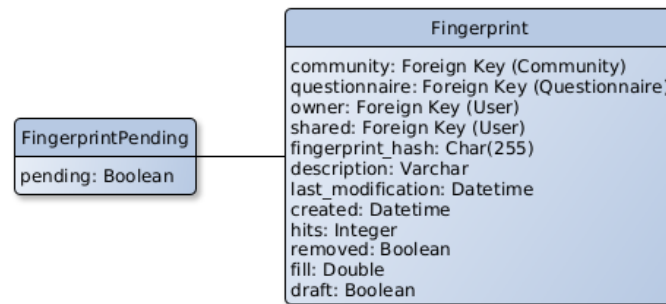 FingerprintPending
pending: Boolean
Fingerprint
community: Foreign Key (Community)
questionnaire: Foreign Key (Questionnaire)
owner: Foreign Key (User)
shared: Foreign Key (User)
fingerprint_hash: Char(255)
description: Varchar
last_modification: Datetime
created: Datetime
hits: Integer
removed: Boolean
fill: Double
draft: Boolean